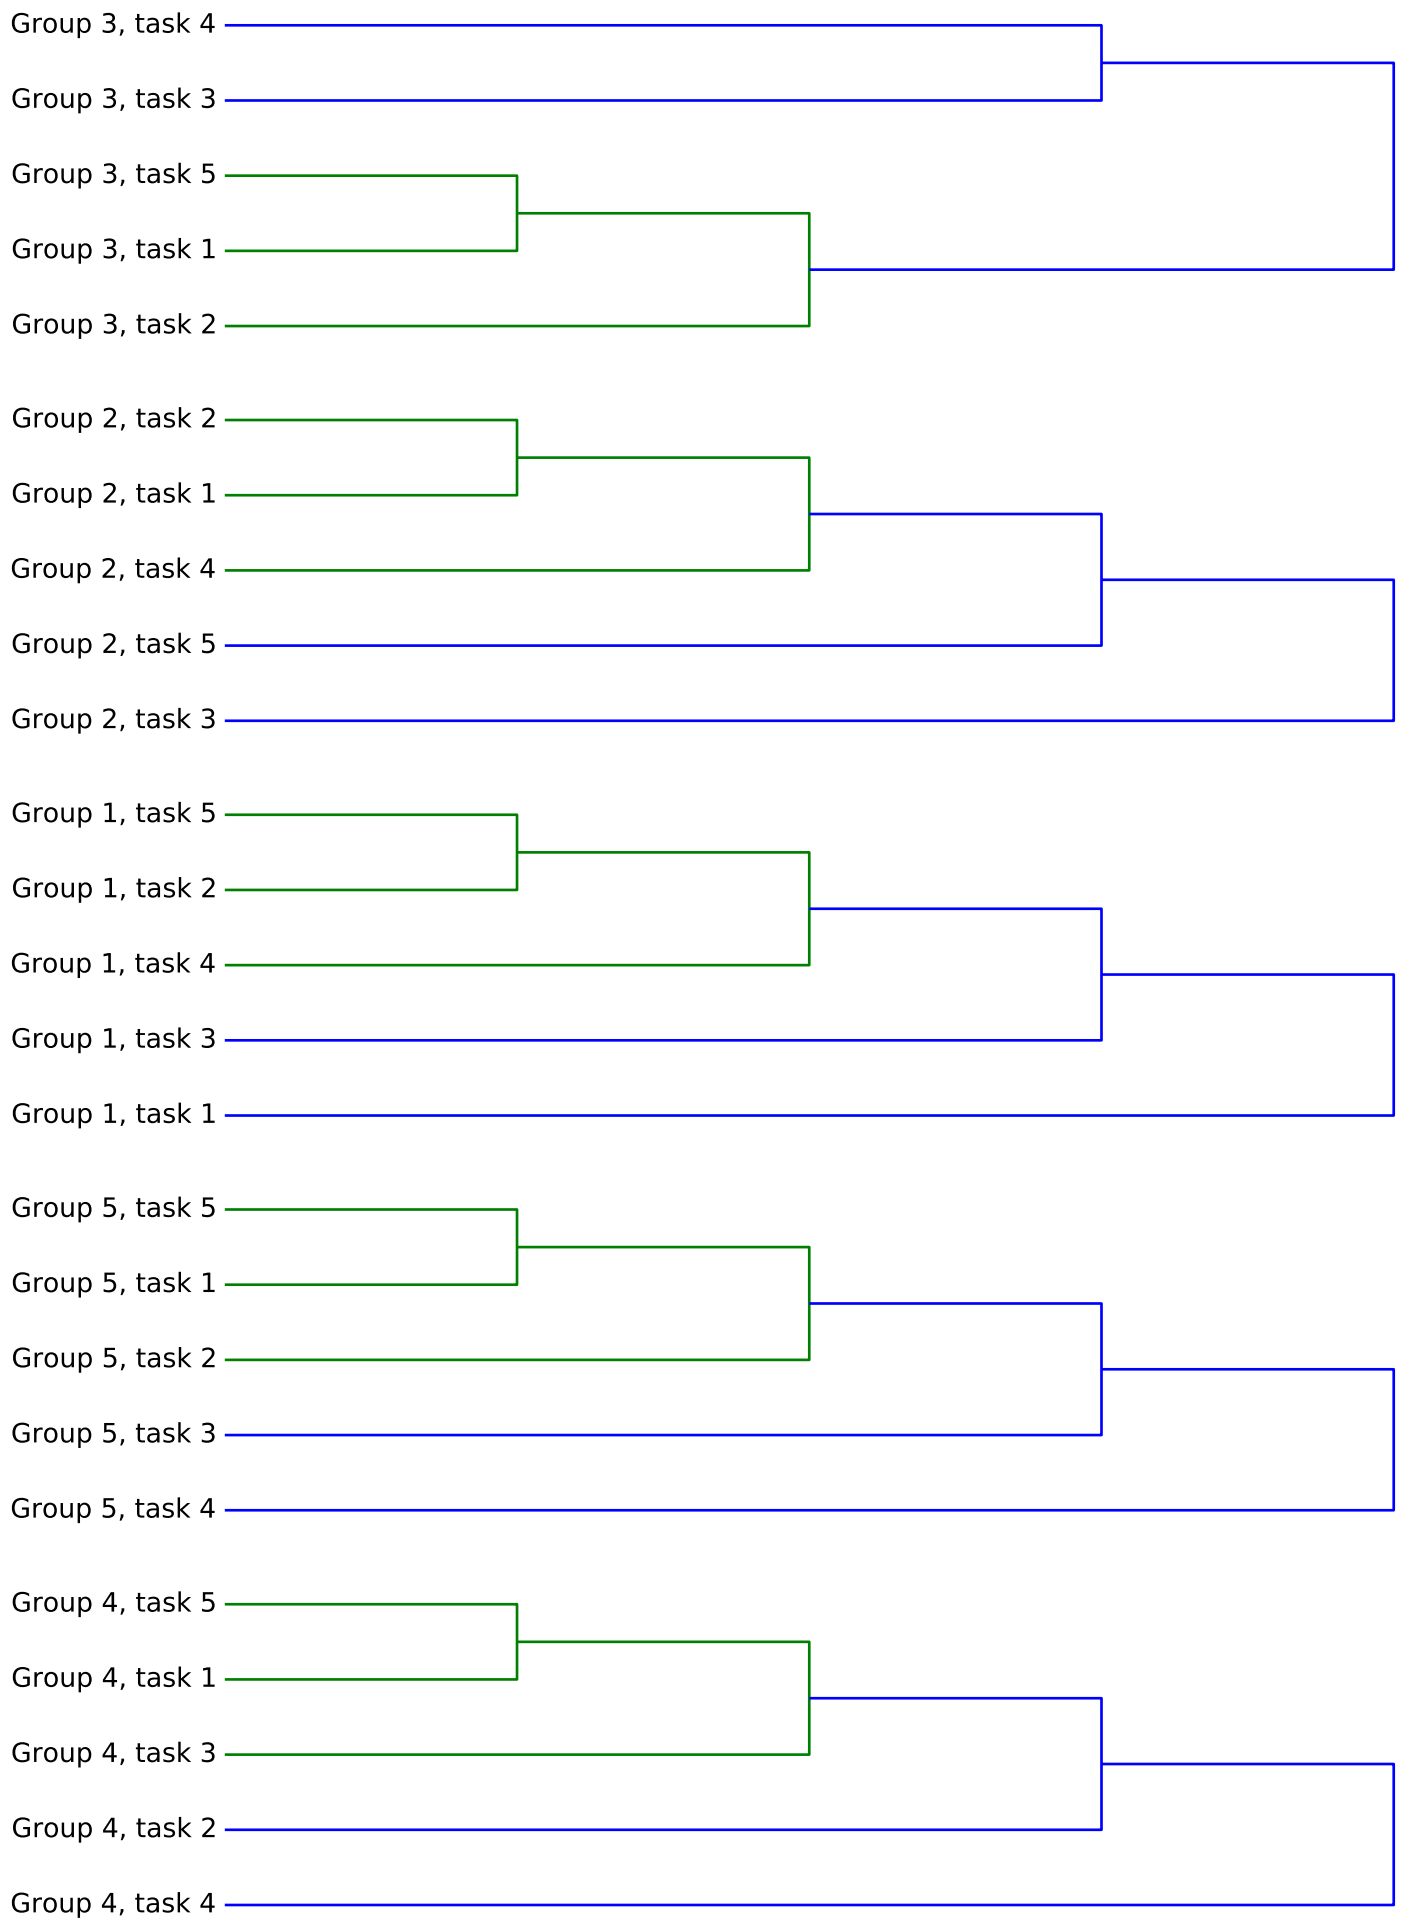 Group 3, task 4
Group 3, task 3
Group 3, task 5
Group 3, task 1
Group 3, task 2
Group 2, task 2
Group 2, task 1
Group 2, task 4
Group 2, task 5
Group 2, task 3
Group 1, task 5
Group 1, task 2
Group 1, task 4
Group 1, task 3
Group 1, task 1
Group 5, task 5
Group 5, task 1
Group 5, task 2
Group 5, task 3
Group 5, task 4
Group 4, task 5
Group 4, task 1
Group 4, task 3
Group 4, task 2
Group 4, task 4